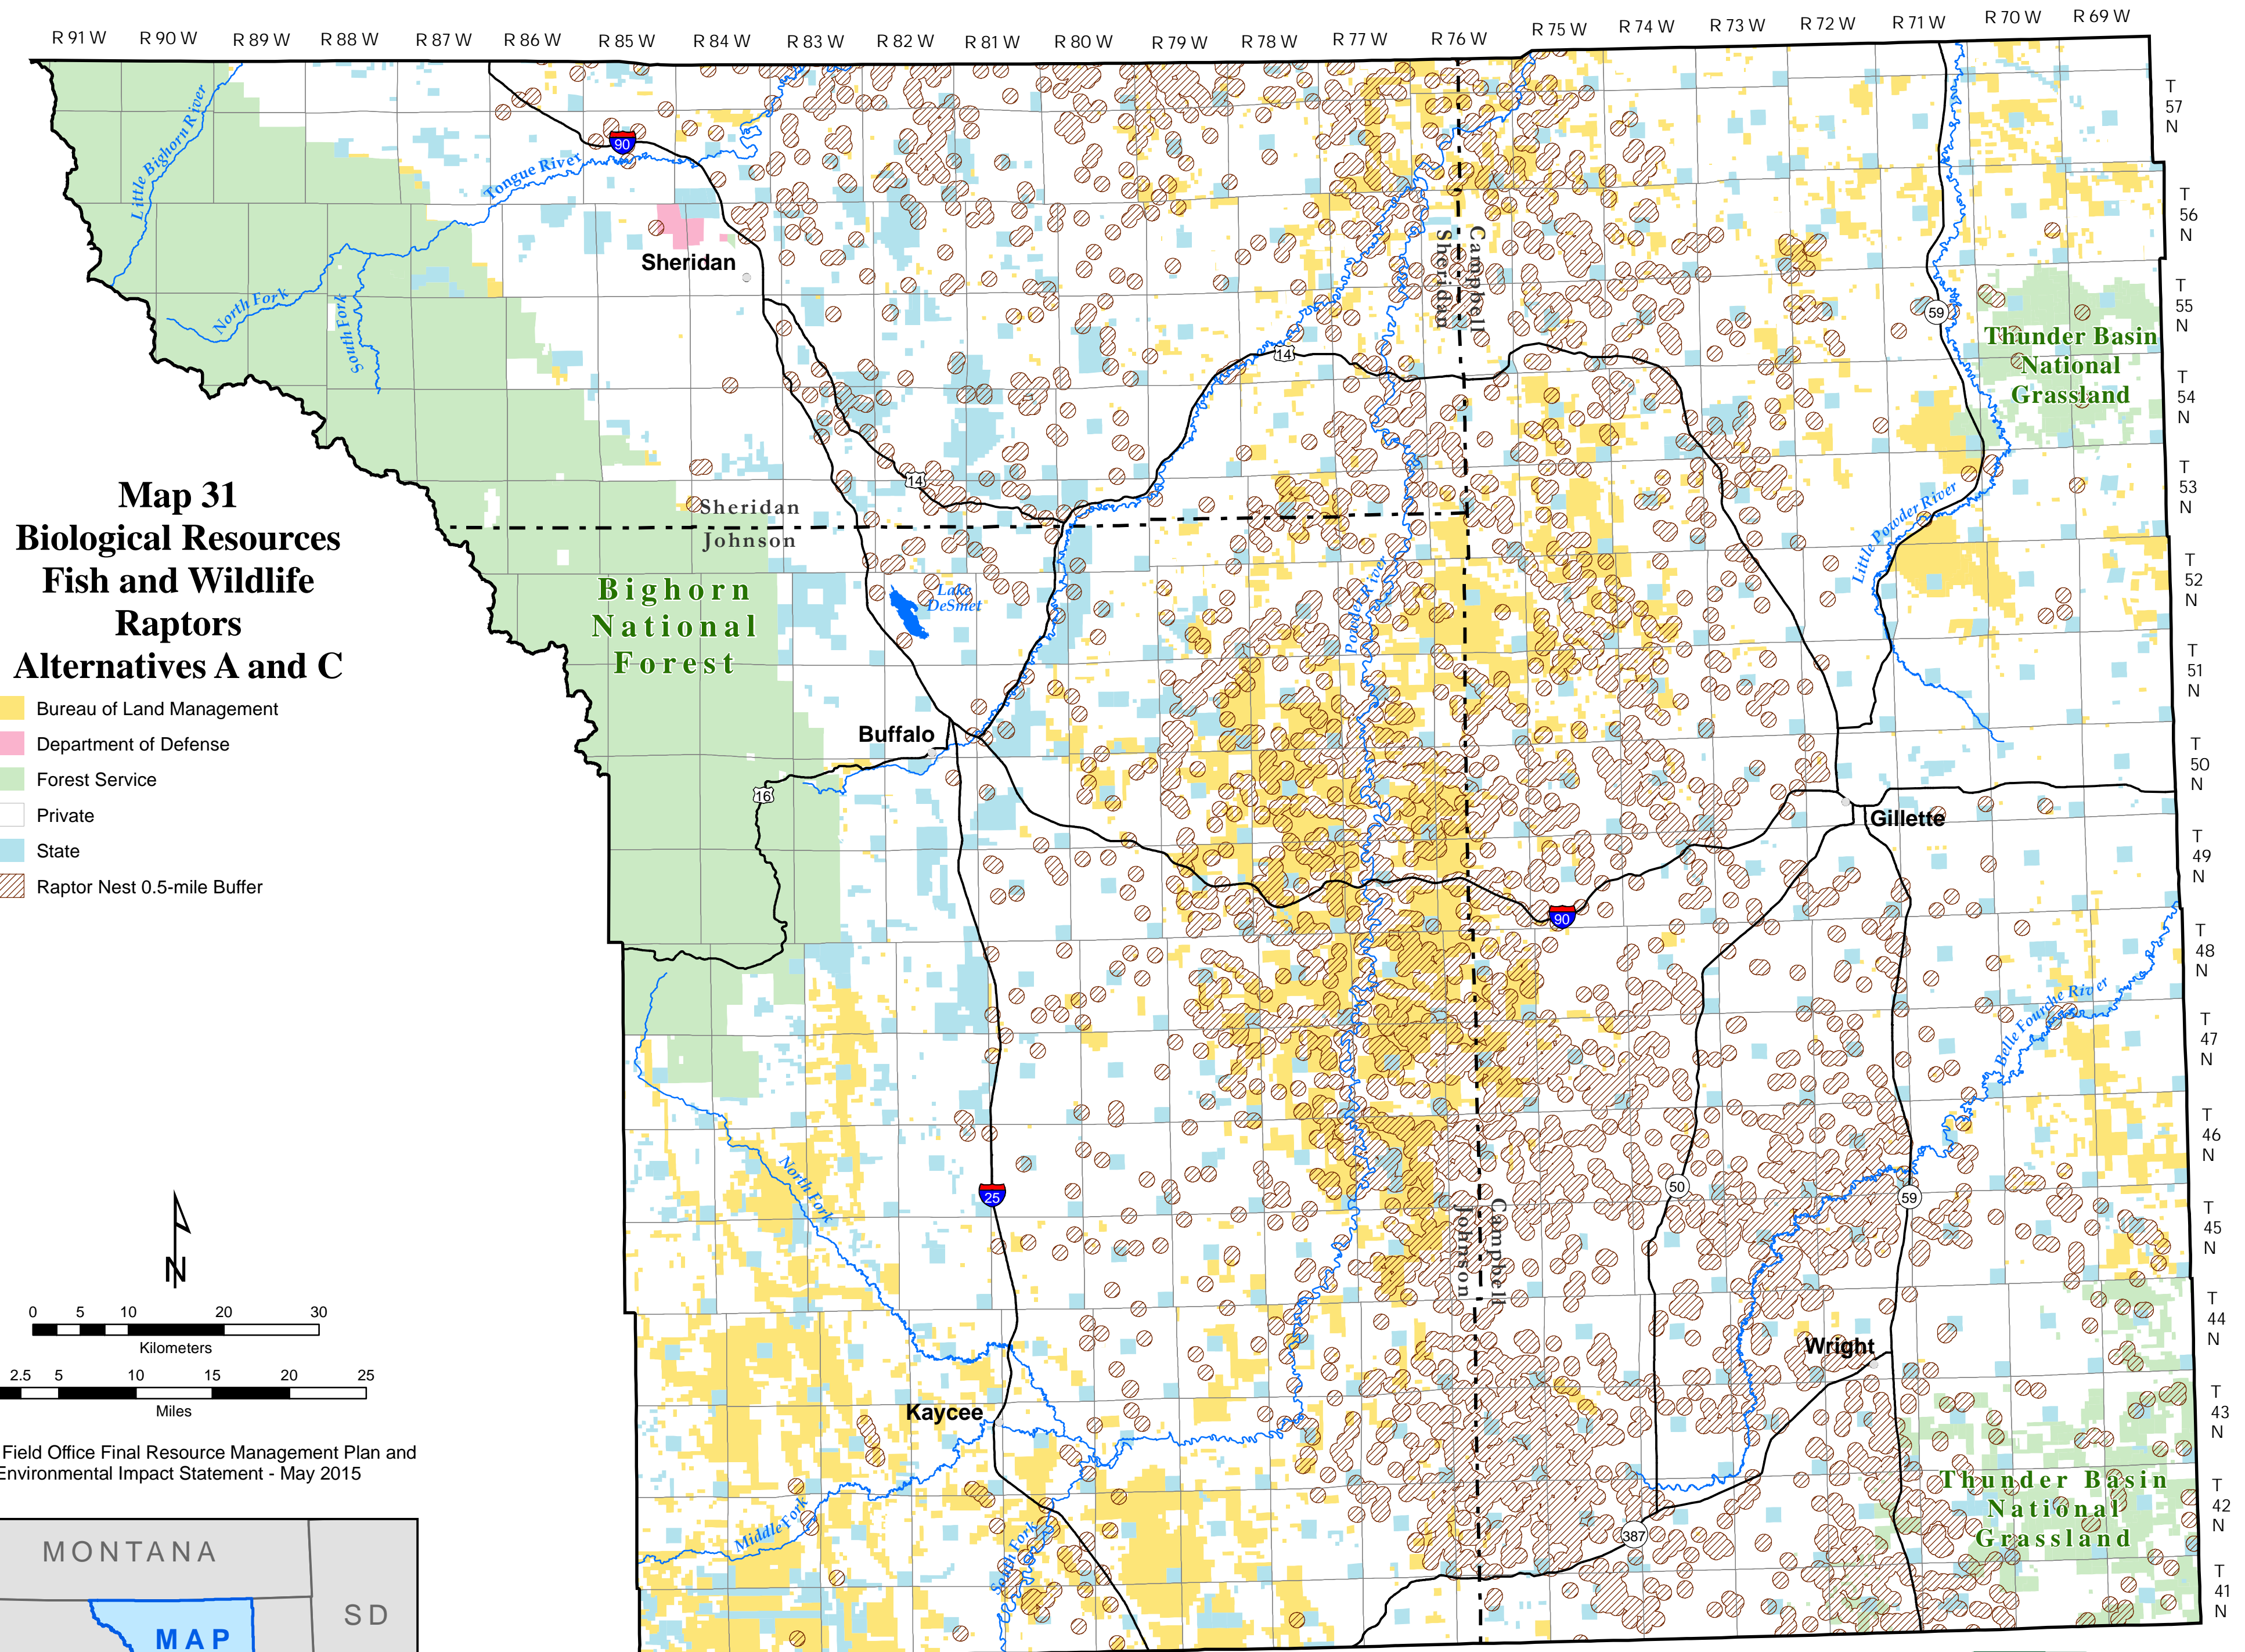 R 91 W R 90 W R 89 W R 88 W R 87 W R 86 W R 85 W R 84 W R 83 W R 82 W R 81 W R 80 W R 79 W R 78 W R 77 W R 76 W R 75 W R 74 W R 73 W R 72 W R 71 W R 70 W R 69 W
T
57
N
T
56
N
T
55
N
T
54
N
T
53
N
T
52
N
T
51
N
T
50
N
T
49
N
T
48
N
T
47
N
T
46
N
T
45
N
T
44
N
T
43
N
T
42
N
T
41
N
Little Bighorn River
Tongue River
90
Sheridan
North Fork
South Fork
Sheridan
Campbell
14
59
Thunder Basin
National
Grassland
14
Sheridan
Johnson
Little Powder River
Bighorn
National
Forest
Lake
DeSmet
Powder River
Buffalo
16
Gillette
90
Belle Fourche River
North Fork
25
50
59
Johnson
Campbell
Wright
Kaycee
Middle Fork
South Fork
387
Thunder Basin
National
Grassland
Map 31
Biological Resources
Fish and Wildlife
Raptors
Alternatives A and C
Bureau of Land Management
Department of Defense
Forest Service
Private
State
Raptor Nest 0.5-mile Buffer
N
0 5 10 20 30
Kilometers
2.5 5 10 15 20 25
Miles
Field Office Final Resource Management Plan and
Environmental Impact Statement - May 2015
MONTANA
SD
MAP